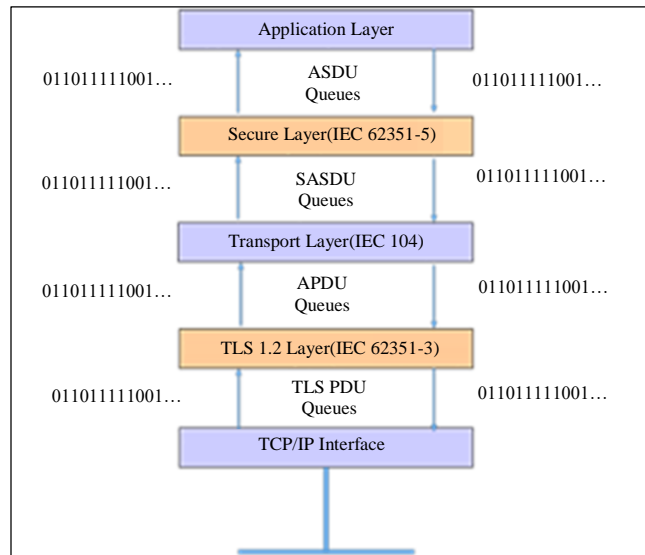 Application Layer
011011111001…
ASDU
Queues
011011111001…
Secure Layer(IEC 62351-5)
011011111001…
SASDU
Queues
011011111001…
Transport Layer(IEC 104)
011011111001…
APDU
Queues
011011111001…
TLS 1.2 Layer(IEC 62351-3)
011011111001…
TLS PDU
Queues
011011111001…
TCP/IP Interface